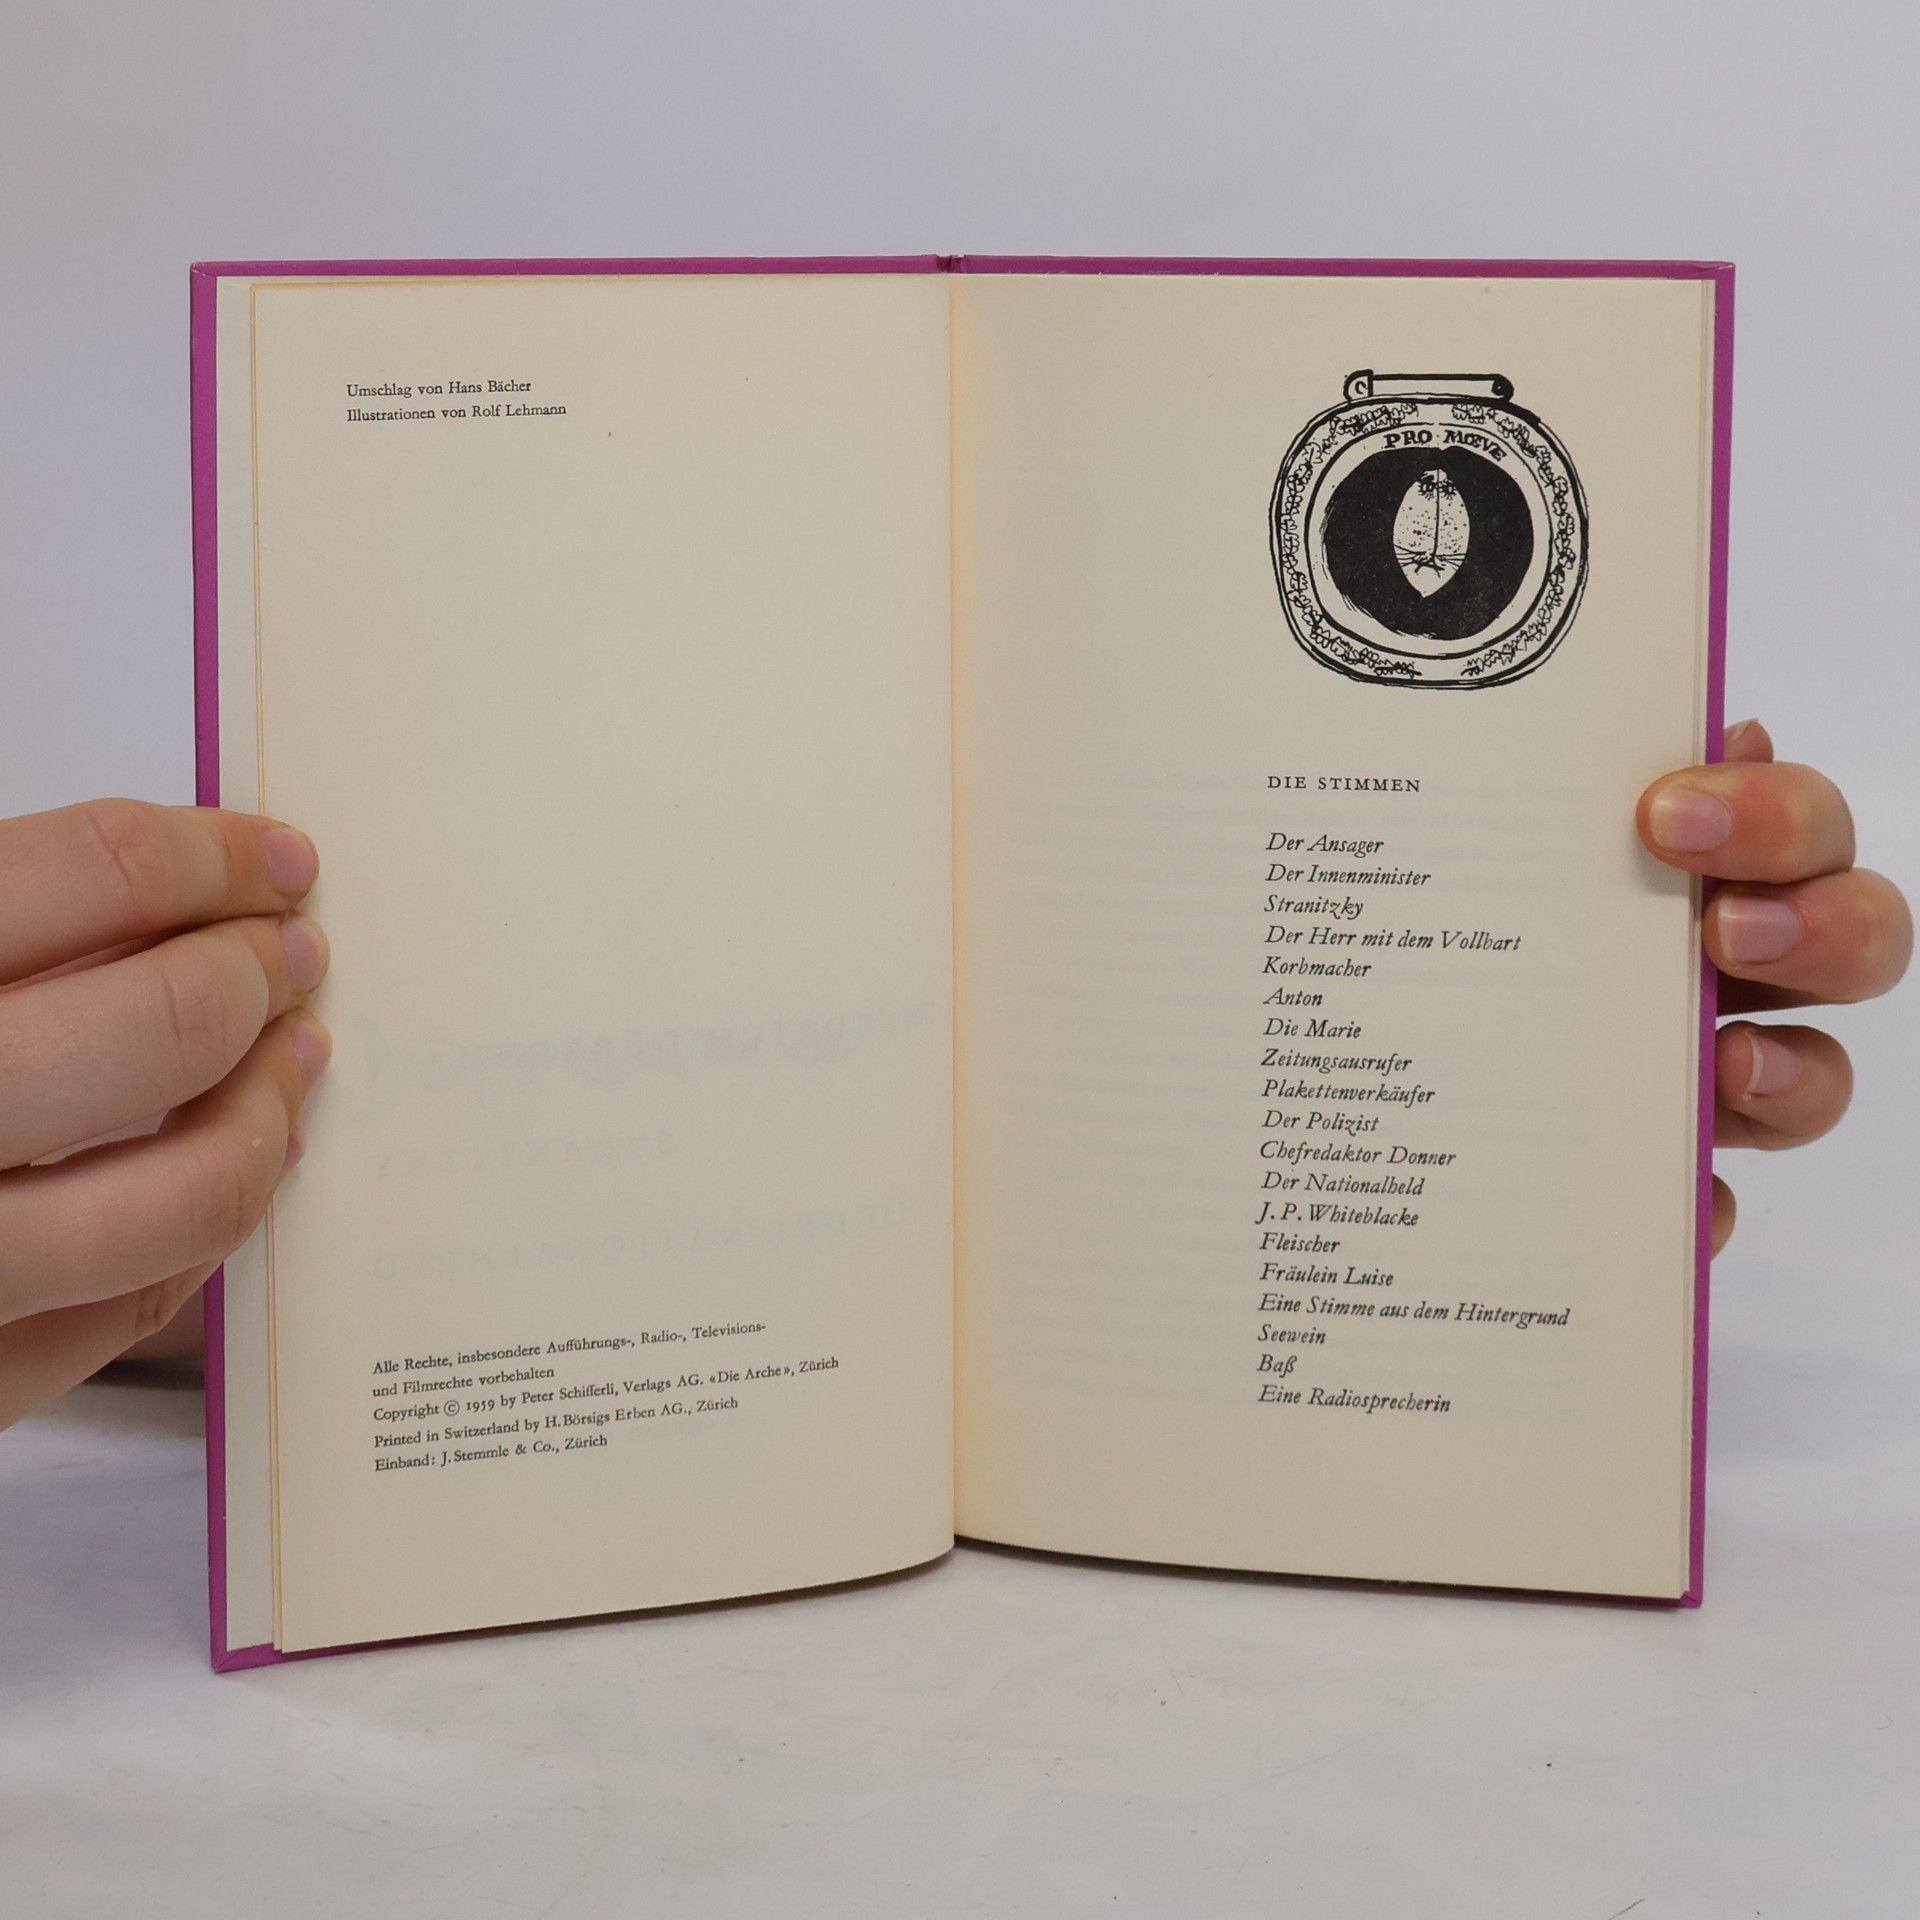 Umschlag von Hans Bächer
Illustrationen von Rolf Lehmann
Alle Rechte, insbesondere Aufführungs-, Radio-, Televisions-
und Filmrechte vorbehalten
Copyright © 1959 by Peter Schifferli, Verlags AG. «Die Arche», Zürich
Printed in Switzerland by H. Börsigs Erben AG., Zürich
Einband: J. Stemmle & Co., Zürich
PRO MŒVE
DIE STIMMEN
Der Ansager
Der Innenminister
Stranitzky
Der Herr mit dem Vollbart
Korbmacher
Anton
Die Marie
Zeitungsausrufer
Plakettenverkäufer
Der Polizist
Chefredaktor Donner
Der Nationalheld
J. P. Whiteblacke
Fleischer
Fräulein Luise
Eine Stimme aus dem Hintergrund
Seewein
Baß
Eine Radiosprecherin